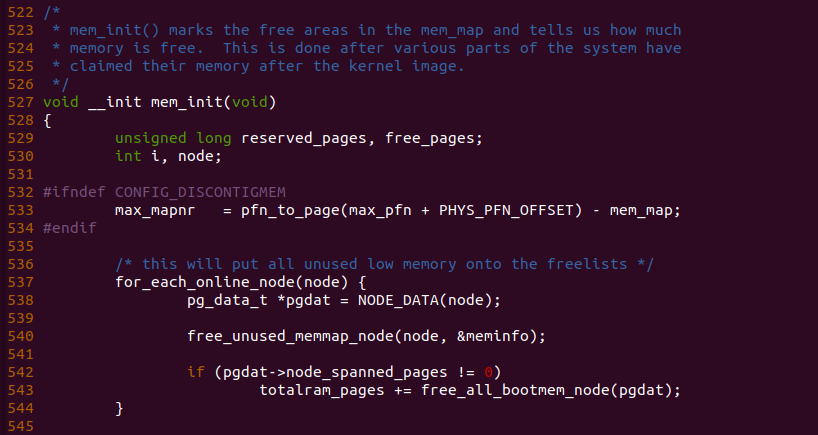 522 /*
523  * mem_init() marks the free areas in the mem_map and tells us how much
524  * memory is free.  This is done after various parts of the system have
525  * claimed their memory after the kernel image.
526  */
527 void __init mem_init(void)
528 {
529         unsigned long reserved_pages, free_pages;
530         int i, node;
531
532 #ifndef CONFIG_DISCONTIGMEM
533         max_mapnr   = pfn_to_page(max_pfn + PHYS_PFN_OFFSET) - mem_map;
534 #endif
535
536         /* this will put all unused low memory onto the freelists */
537         for_each_online_node(node) {
538                 pg_data_t *pgdat = NODE_DATA(node);
539
540                 free_unused_memmap_node(node, &meminfo);
541
542                 if (pgdat->node_spanned_pages != 0)
543                         totalram_pages += free_all_bootmem_node(pgdat);
544         }
545